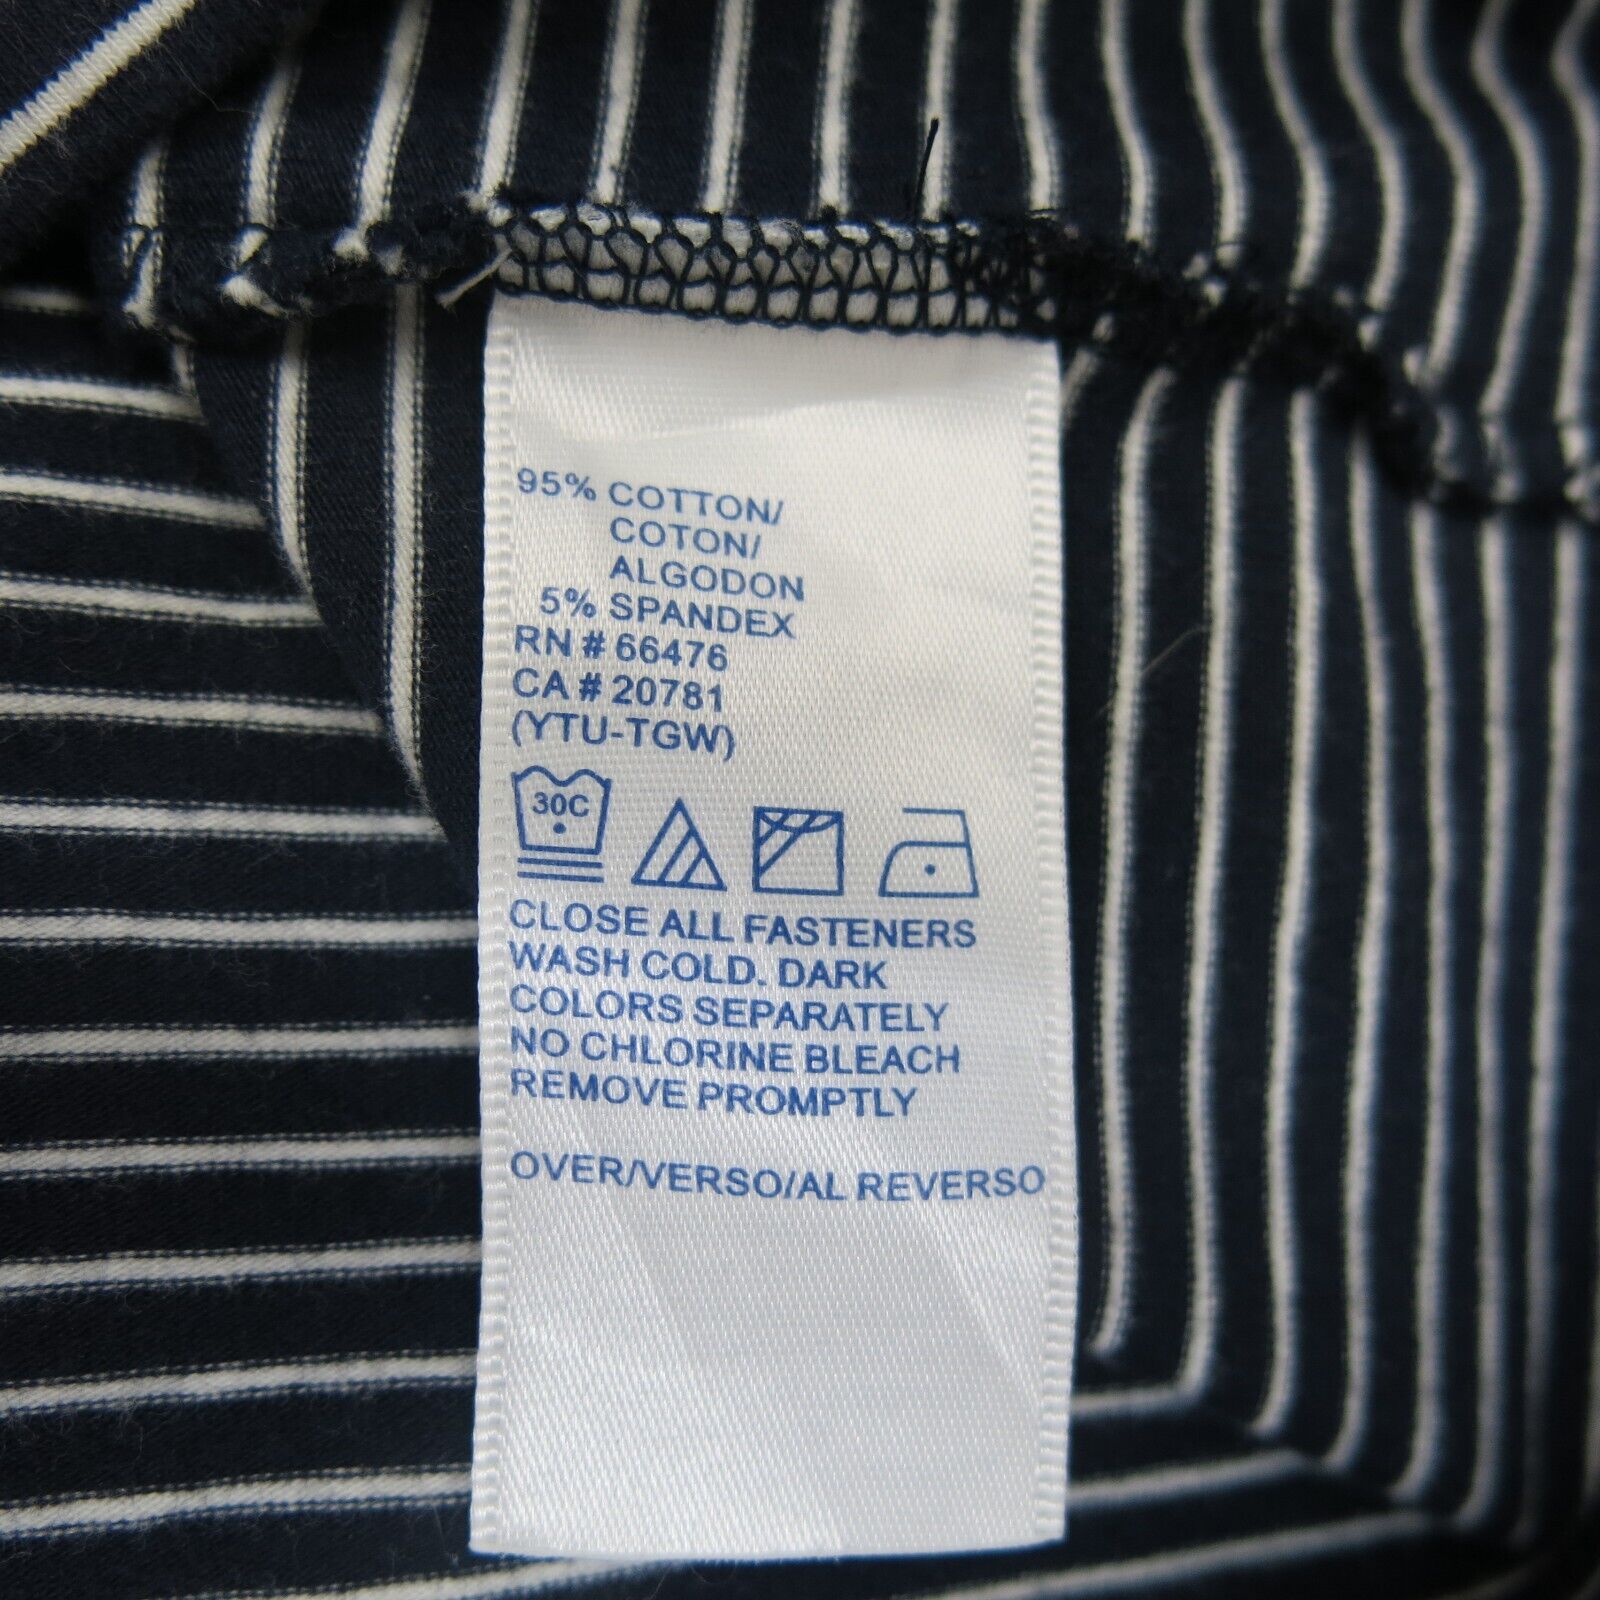 95% COTTON/
COTON/
ALGODON
5% SPANDEX
RN # 66476
CA # 20781
(YTU-TGW)
30C
CLOSE ALL FASTENERS
WASH COLD. DARK
COLORS SEPARATELY
NO CHLORINE BLEACH
REMOVE PROMPTLY
OVER/VERSO/AL REVERSO